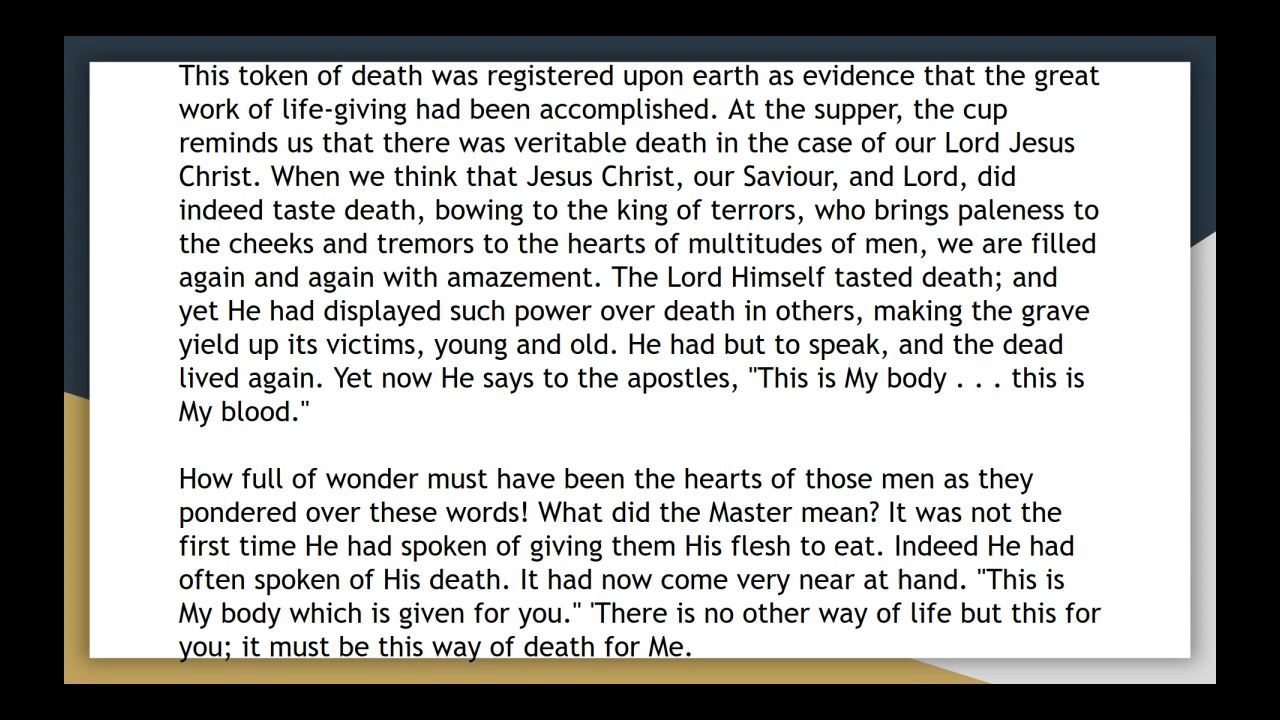 This token of death was registered upon earth as evidence that the great
work of life-giving had been accomplished. At the supper, the cup
reminds us that there was veritable death in the case of our Lord Jesus
Christ. When we think that Jesus Christ, our Saviour, and Lord, did
indeed taste death, bowing to the king of terrors, who brings paleness to
the cheeks and tremors to the hearts of multitudes of men, we are filled
again and again with amazement. The Lord Himself tasted death; and
yet He had displayed such power over death in others, making the grave
yield up its victims, young and old. He had but to speak, and the dead
lived again. Yet now He says to the apostles, "This is My body . . . this is
My blood."
How full of wonder must have been the hearts of those men as they
pondered over these words! What did the Master mean? It was not the
first time He had spoken of giving them His flesh to eat. Indeed He had
often spoken of His death. It had now come very near at hand. "This is
My body which is given for you." 'There is no other way of life but this for
you; it must be this way of death for Me.